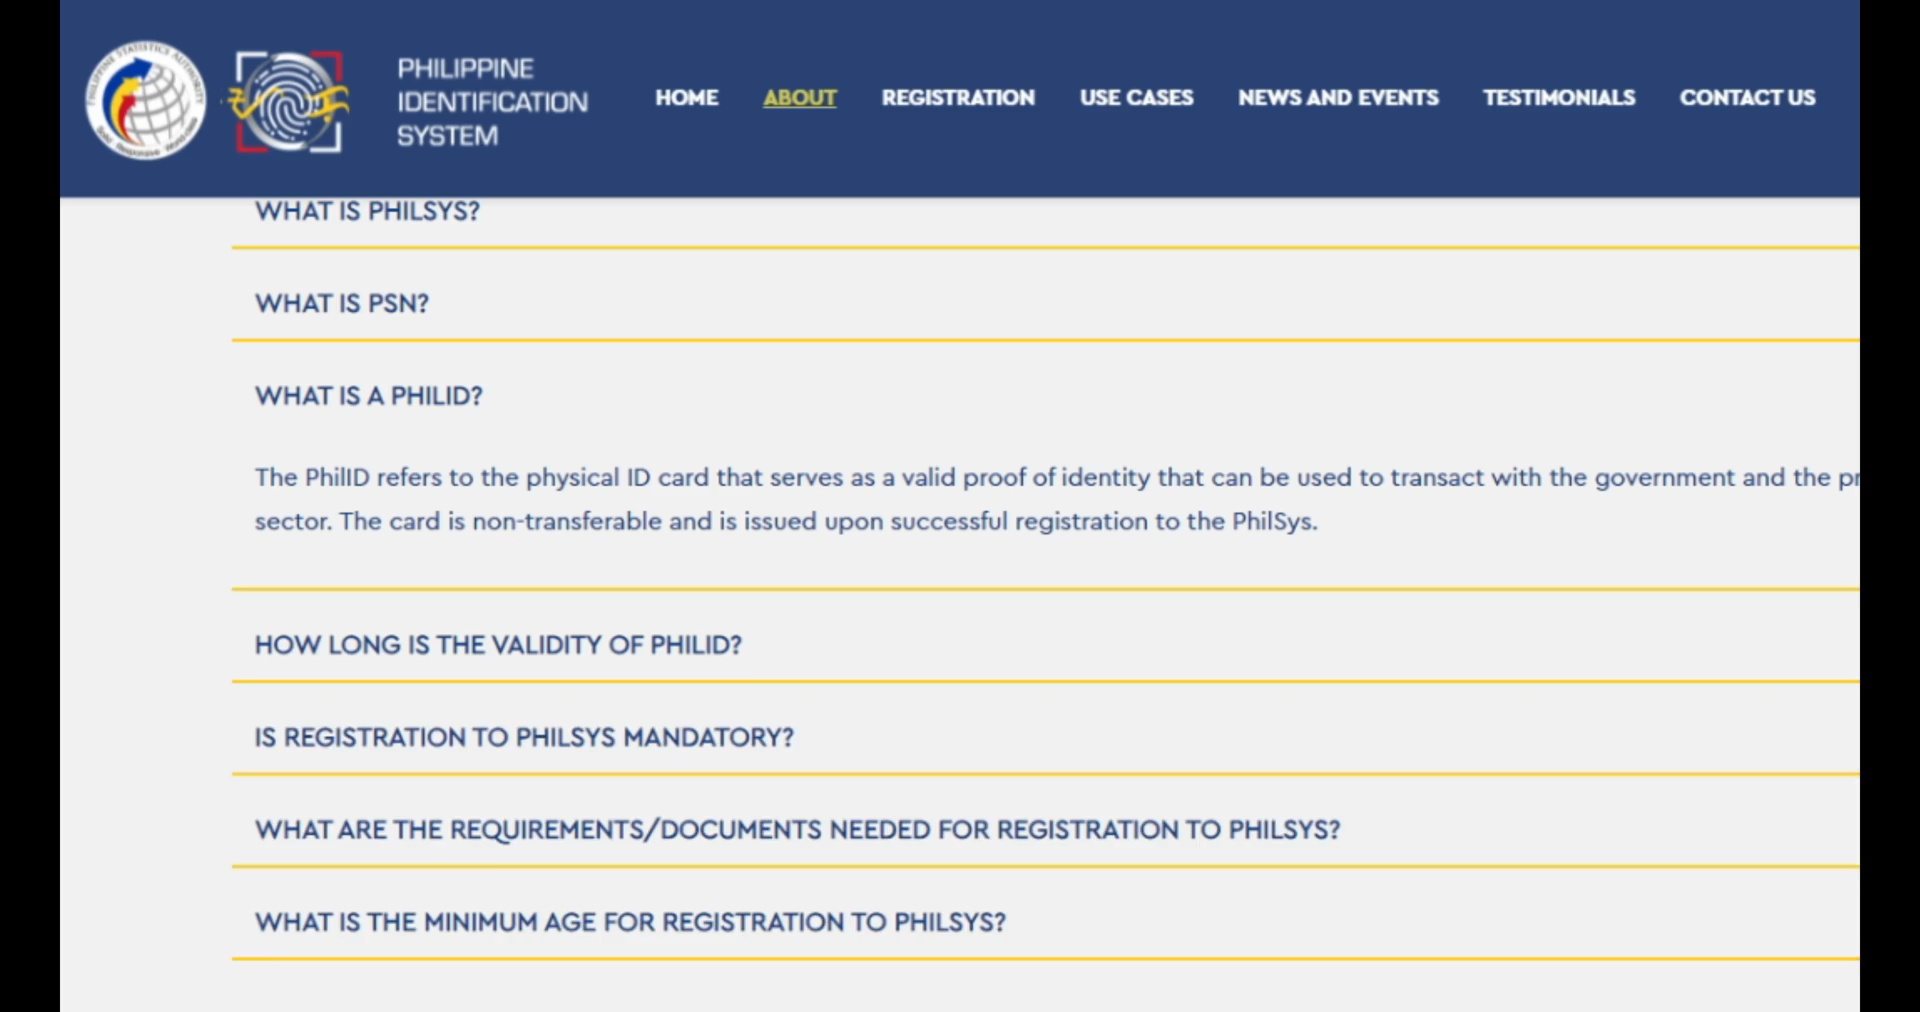 PHILIPPINE STATISTICS AUTHORITY
PHILIPPINE
IDENTIFICATION
SYSTEM
HOME ABOUT REGISTRATION USE CASES NEWS AND EVENTS TESTIMONIALS CONTACT US
WHAT IS PHILSYS?
WHAT IS PSN?
WHAT IS A PHILID?
The PhilID refers to the physical ID card that serves as a valid proof of identity that can be used to transact with the government and the pr
sector. The card is non-transferable and is issued upon successful registration to the PhilSys.
HOW LONG IS THE VALIDITY OF PHILID?
IS REGISTRATION TO PHILSYS MANDATORY?
WHAT ARE THE REQUIREMENTS/DOCUMENTS NEEDED FOR REGISTRATION TO PHILSYS?
WHAT IS THE MINIMUM AGE FOR REGISTRATION TO PHILSYS?